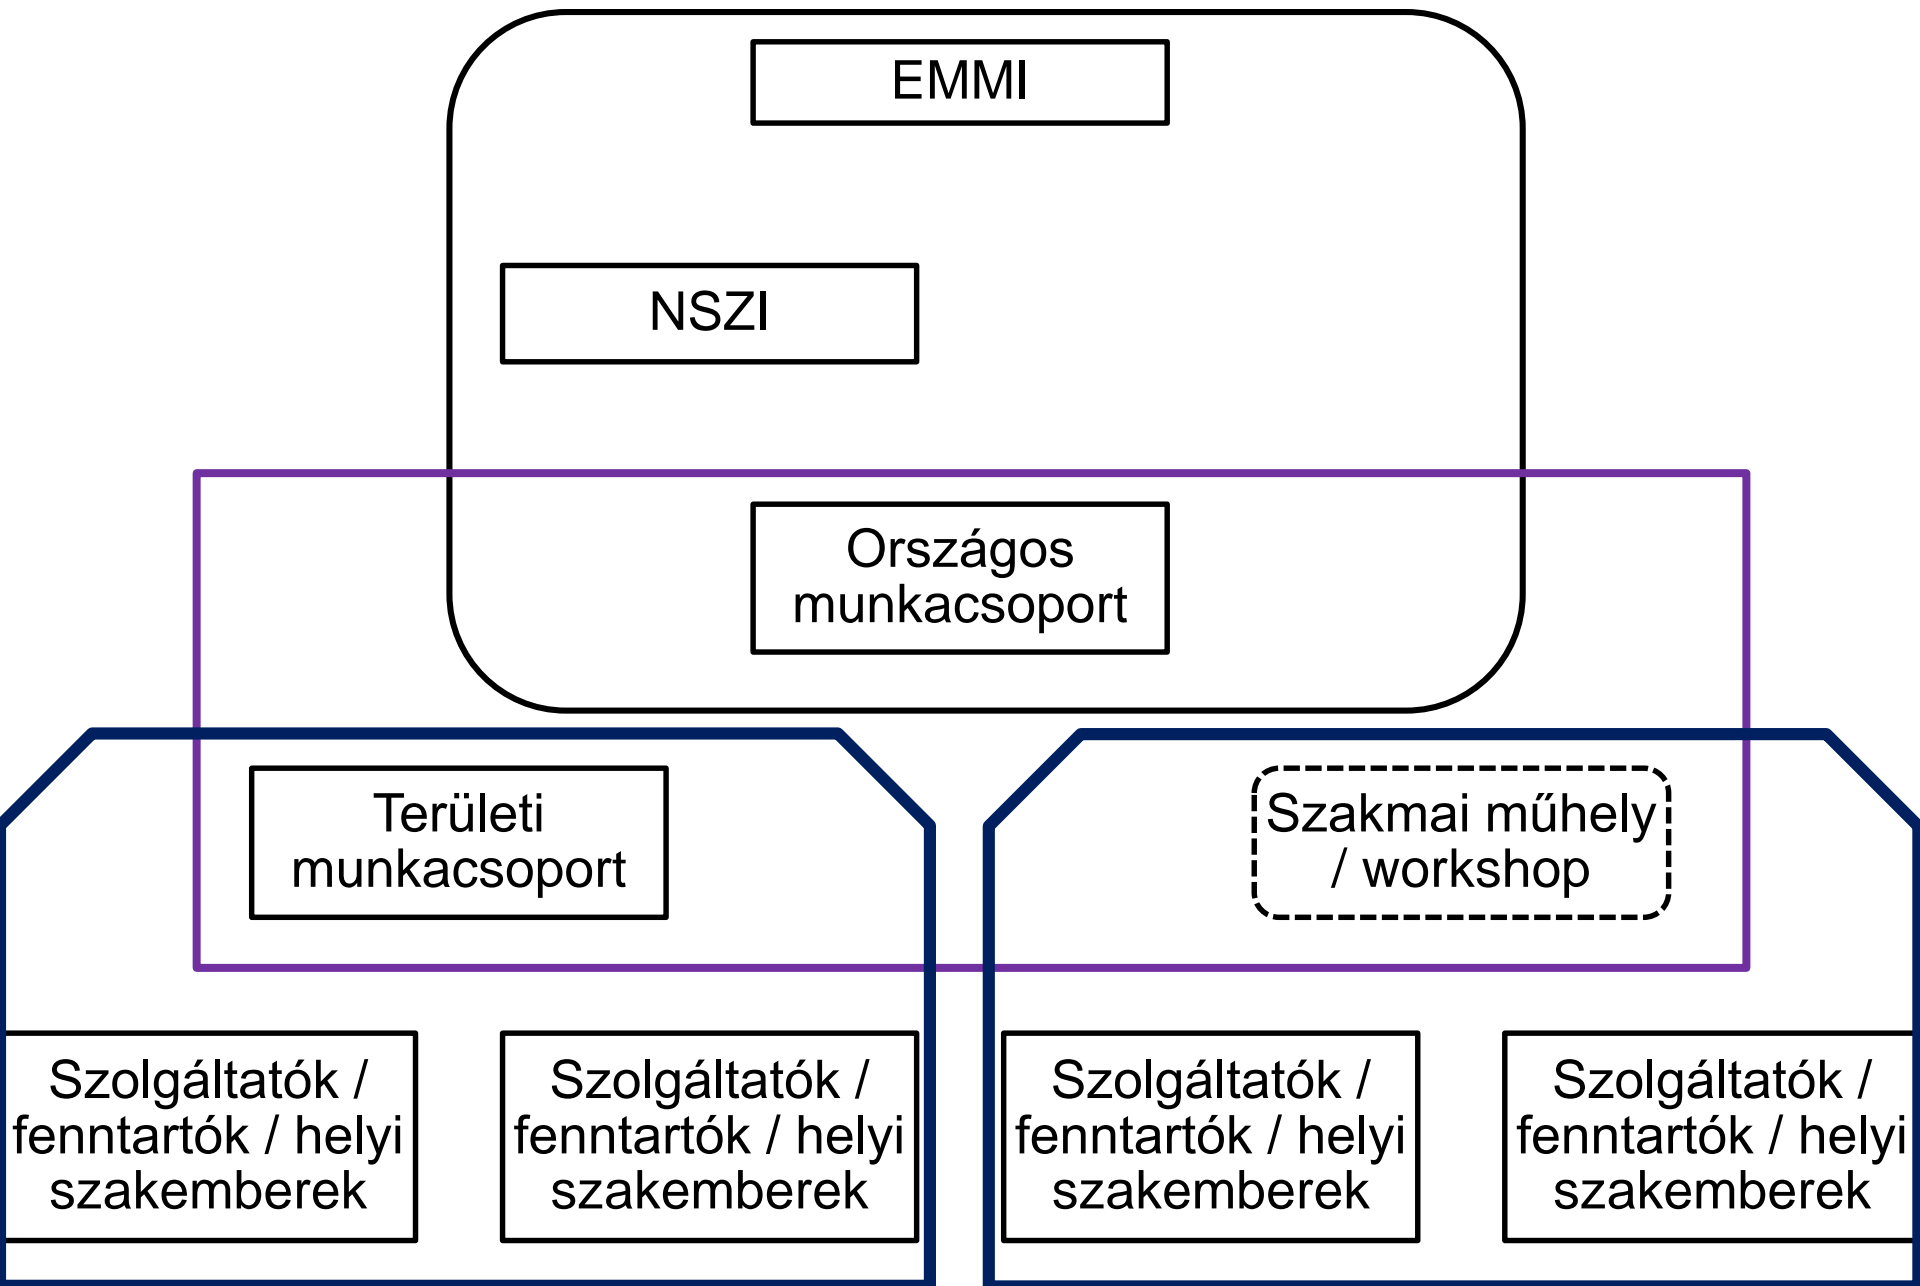 EMMI
NSZI
Országos
munkacsoport
Területi
munkacsoport
Szakmai műhely
/ workshop
Szolgáltatók /
fenntartók / helyi
szakemberek
Szolgáltatók /
fenntartók / helyi
szakemberek
Szolgáltatók /
fenntartók / helyi
szakemberek
Szolgáltatók /
fenntartók / helyi
szakemberek